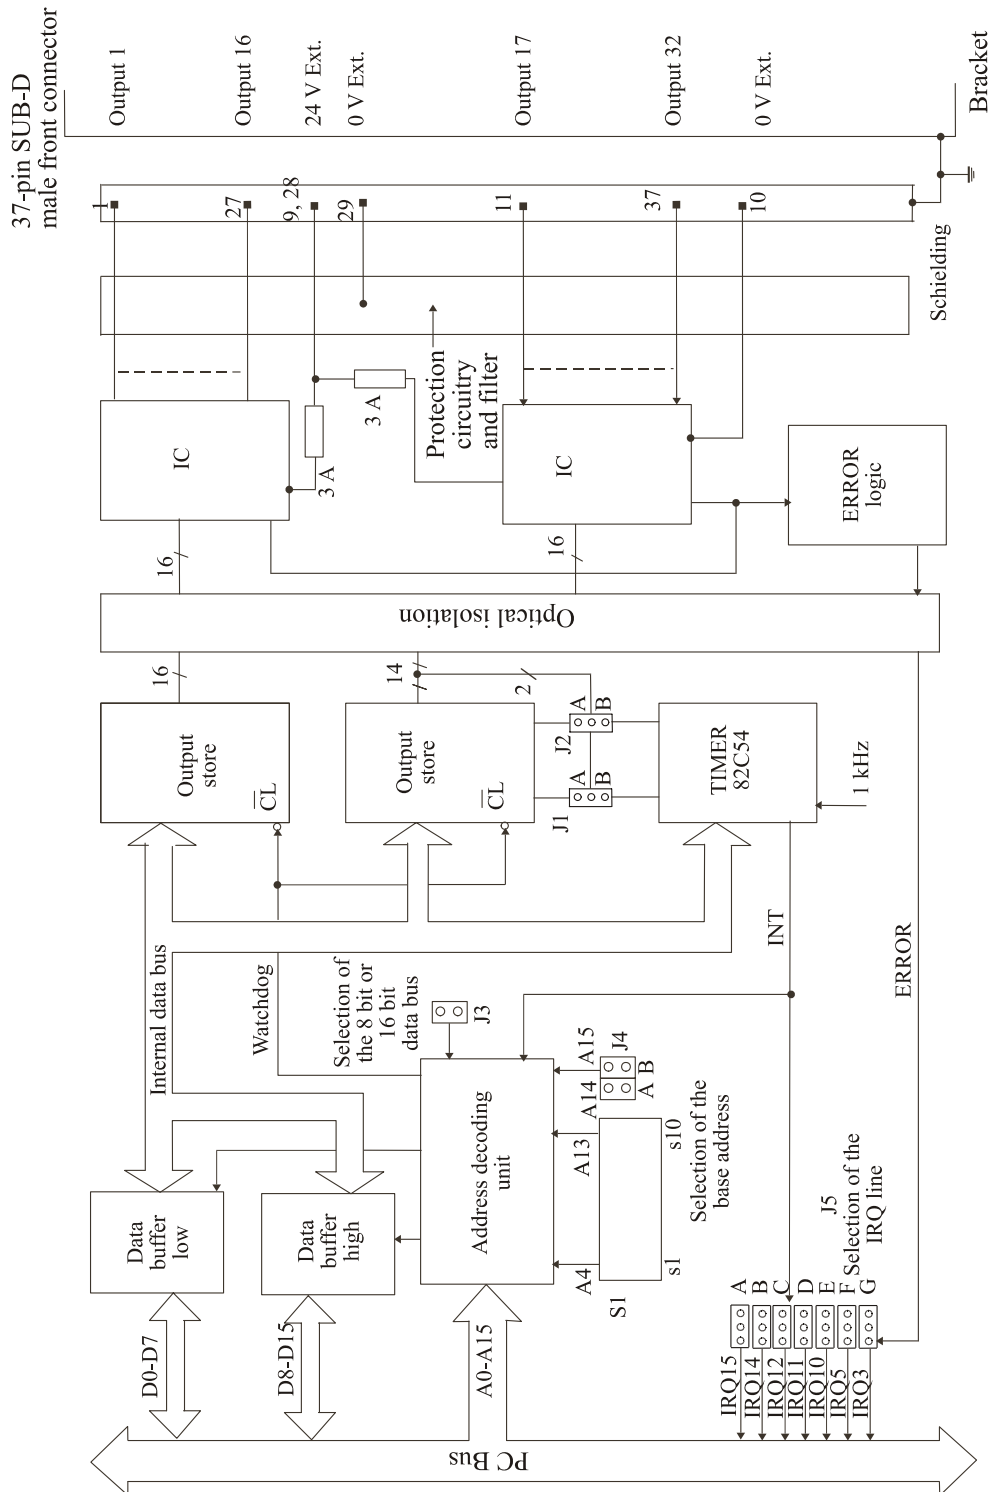 37-pin SUB-D
male front connector
Output 1
Output 16
24 V Ext.
0 V Ext.
Output 17
Output 32
0 V Ext.
Bracket
1
27
9, 28
29
11
37
10
Schielding
Protection
circuitry
and filter
3 A
3 A
IC
IC
ERROR
logic
16
16
Optical isolation
16
14
2
Output
store
CL
Output
store
CL
J2
A
B
J1
A
B
TIMER
82C54
1 kHz
INT
ERROR
Internal data bus
Watchdog
Selection of
the 8 bit or
16 bit
data bus
J3
Data
buffer
low
Data
buffer
high
Address decoding
unit
A15
A14
J4
A B
A13
A4
S1
s1
s10
Selection of the
base address
J5
Selection of the
IRQ line
A
B
C
D
E
F
G
IRQ15
IRQ14
IRQ12
IRQ11
IRQ10
IRQ5
IRQ3
D0-D7
D8-D15
A0-A15
PC Bus